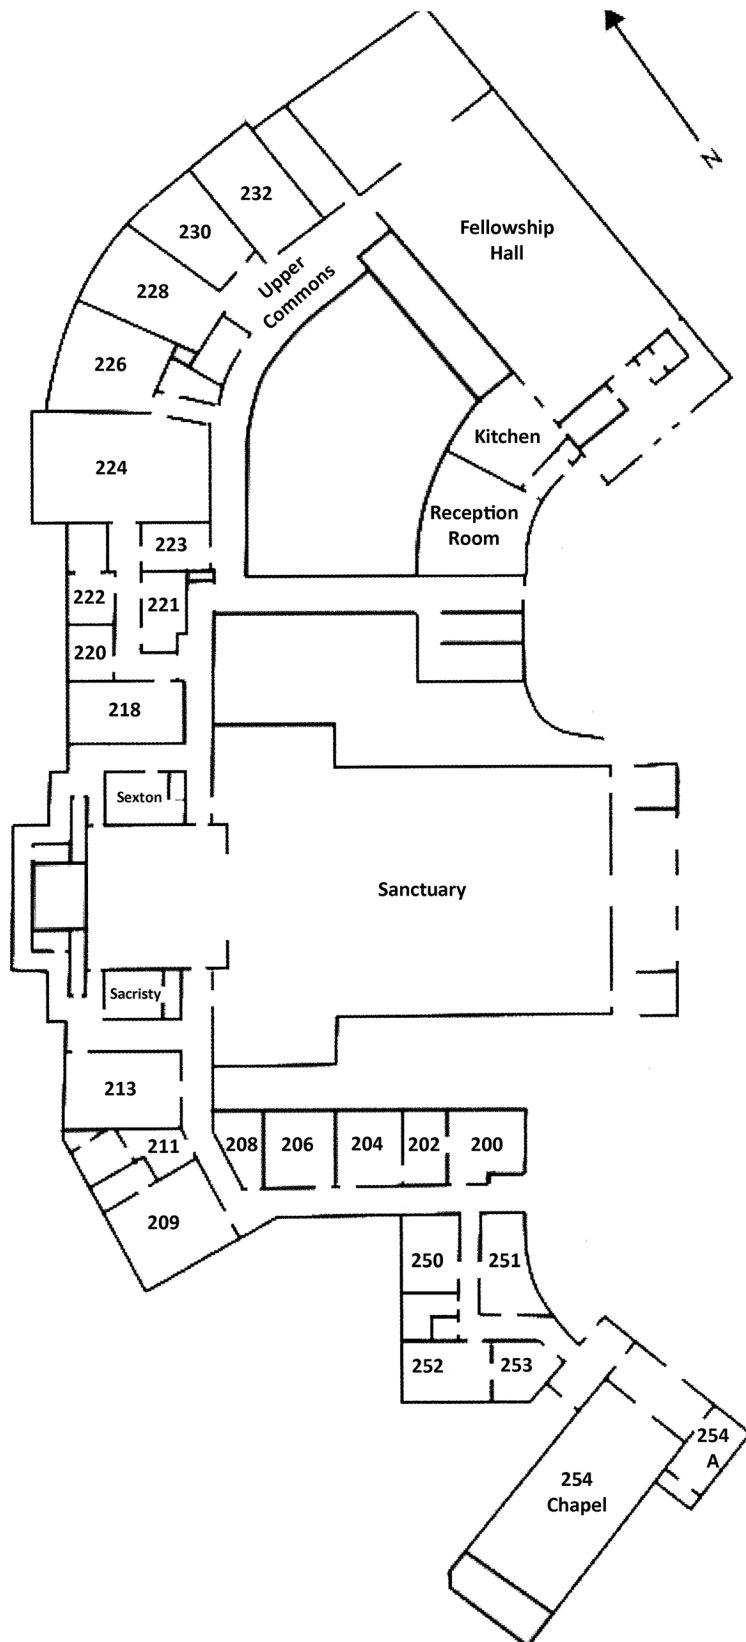 N
232
230
Fellowship
Hall
Upper
Commons
228
226
Kitchen
224
Reception
Room
223
222
221
220
218
Sexton
Sanctuary
Sacristy
213
211
208
206
204
202
200
209
250
251
252
253
254
A
254
Chapel